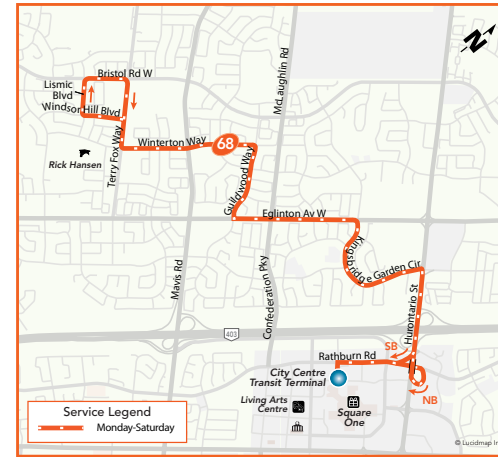 N
McLaughlin Rd
Bristol Rd W
Lismic
Blvd
Windsor Hill Blvd
68
Winterton Way
Rick Hansen
Terry Fox Way
Guildwood Way
Eglinton Av W
Mavis Rd
Confederation Pky
Kingsbridge Garden Cir
Hurontario St
403
SB
Rathburn Rd
City Centre
Transit Terminal
NB
Living Arts
Centre
Square
One
Service Legend
Monday-Saturday
© Lucidmap In